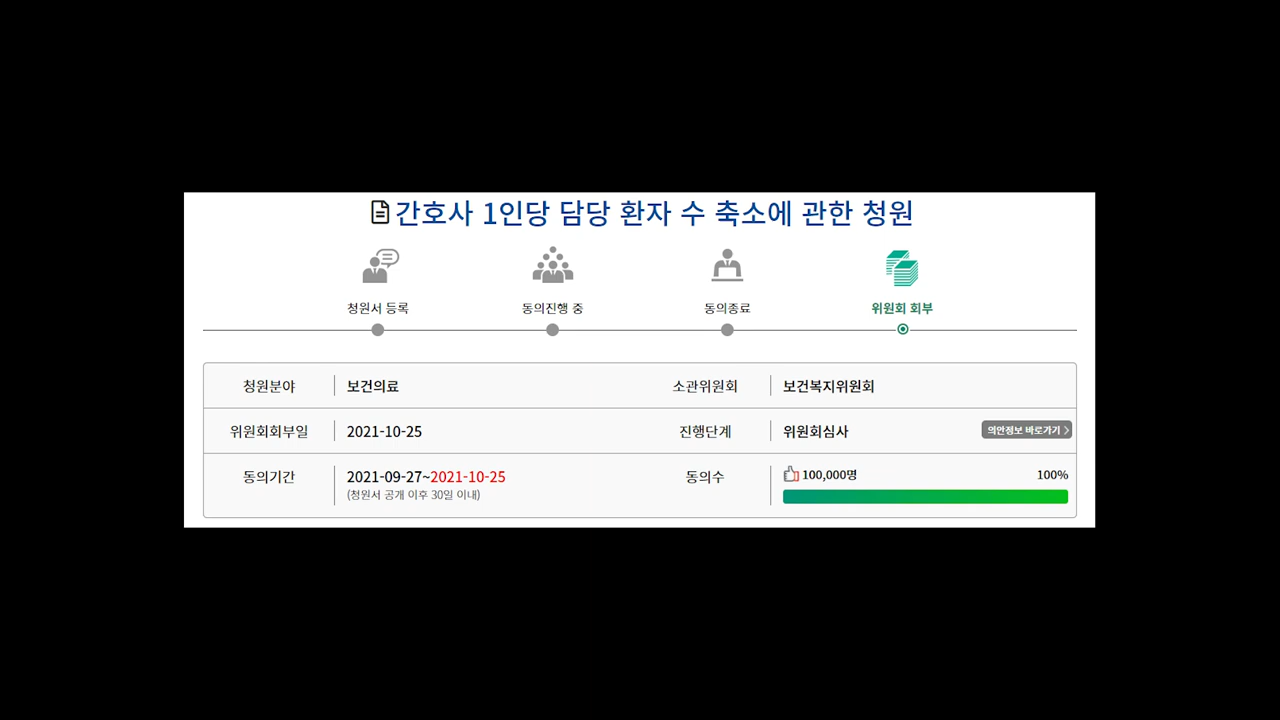 간호사 1인당 담당 환자 수 축소에 관한 청원
청원서 등록 동의진행 중 동의종료 위원회 회부
청원분야 보건의료 소관위원회 보건복지위원회
위원회회부일 2021-10-25 진행단계 위원회심사 의안정보 바로가기 >
동의기간 2021-09-27~2021-10-25 동의수 100,000명 100%
(청원서 공개 이후 30일 이내)